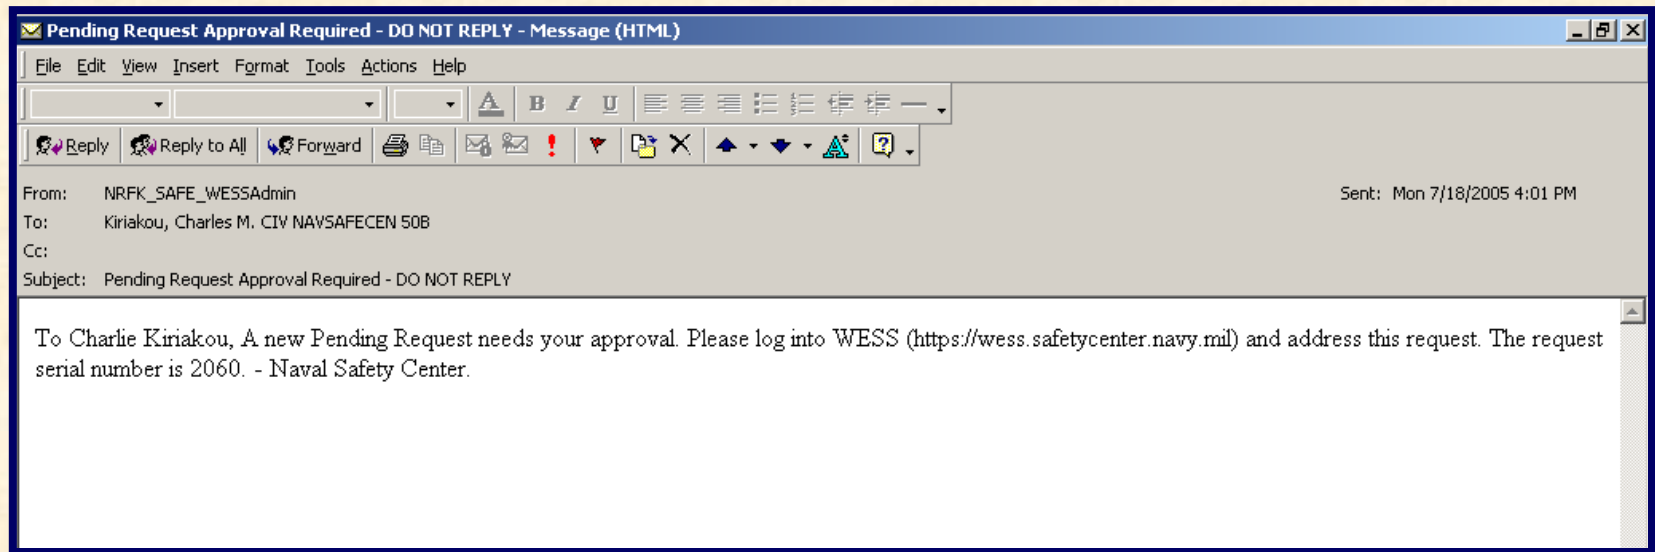 Pending Request Approval Required - DO NOT REPLY - Message (HTML)
File Edit View Insert Format Tools Actions Help
A B I U
Reply Reply to All Forward
From: NRFK_SAFE_WESSAdmin Sent: Mon 7/18/2005 4:01 PM
To: Kiriakou, Charles M. CIV NAVSAFECEN 50B
Cc:
Subject: Pending Request Approval Required - DO NOT REPLY
To Charlie Kiriakou, A new Pending Request needs your approval. Please log into WESS (https://wess.safetycenter.navy.mil) and address this request. The request
serial number is 2060. - Naval Safety Center.